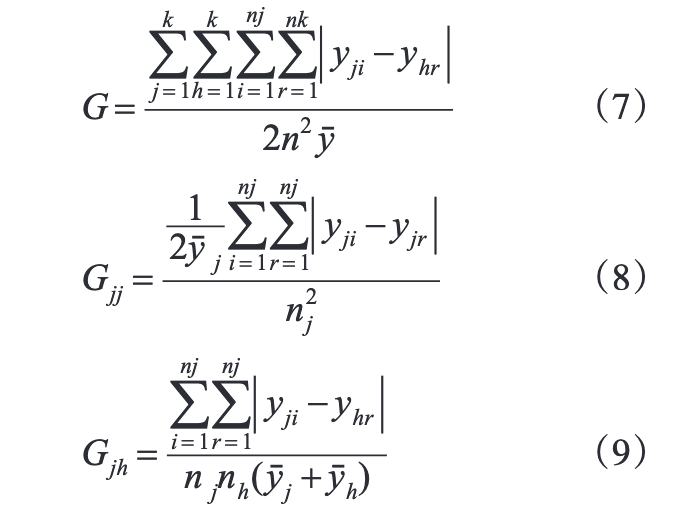 G = \frac{\sum_{j=1}^{k} \sum_{h=1}^{k} \sum_{i=1}^{nj} \sum_{r=1}^{nk} |y_{ji} - y_{hr}|}{2n^2 \bar{y}} （7）
G_{jj} = \frac{\frac{1}{2\bar{y}_j} \sum_{i=1}^{nj} \sum_{r=1}^{nj} |y_{ji} - y_{jr}|}{n_j^2} （8）
G_{jh} = \frac{\sum_{i=1}^{nj} \sum_{r=1}^{nj} |y_{ji} - y_{hr}|}{n_j n_h (\bar{y}_j + \bar{y}_h)} （9）